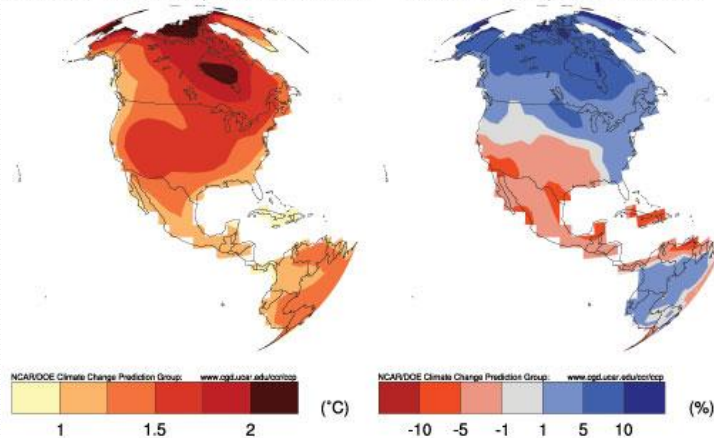 NCAR/DOE Climate Change Prediction Group: www.cgd.ucar.edu/ccr/ccp
1 1.5 2 (°C)
NCAR/DOE Climate Change Prediction Group: www.cgd.ucar.edu/ccr/ccp
-10 -5 -1 1 5 10 (%)